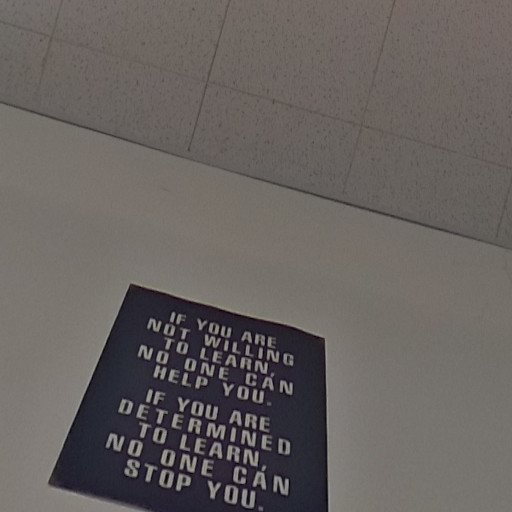 IF YOU ARE
NOT WILLING
TO LEARN,
NO ONE CAN
HELP YOU.
IF YOU ARE
DETERMINED
TO LEARN,
NO ONE CAN
STOP YOU.